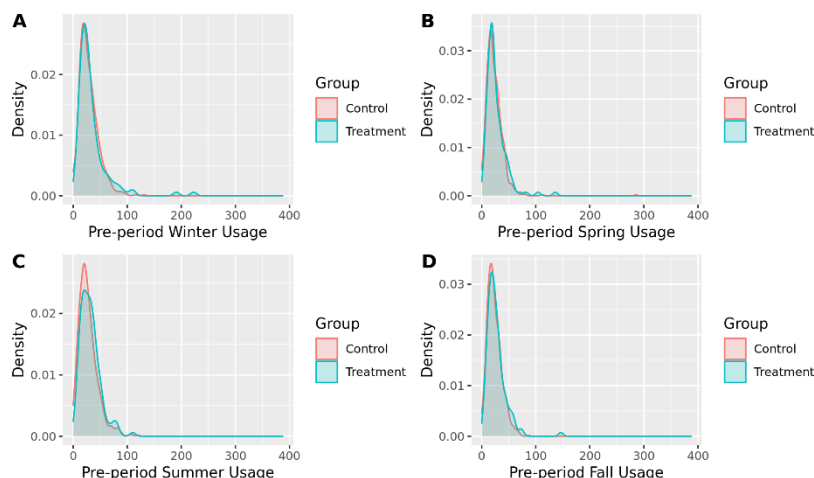 A
Density
0.02
0.01
0.00
0 100 200 300 400
Pre-period Winter Usage
Group
Control
Treatment
B
Density
0.03
0.02
0.01
0.00
0 100 200 300 400
Pre-period Spring Usage
Group
Control
Treatment
C
Density
0.02
0.01
0.00
0 100 200 300 400
Pre-period Summer Usage
Group
Control
Treatment
D
Density
0.03
0.02
0.01
0.00
0 100 200 300 400
Pre-period Fall Usage
Group
Control
Treatment